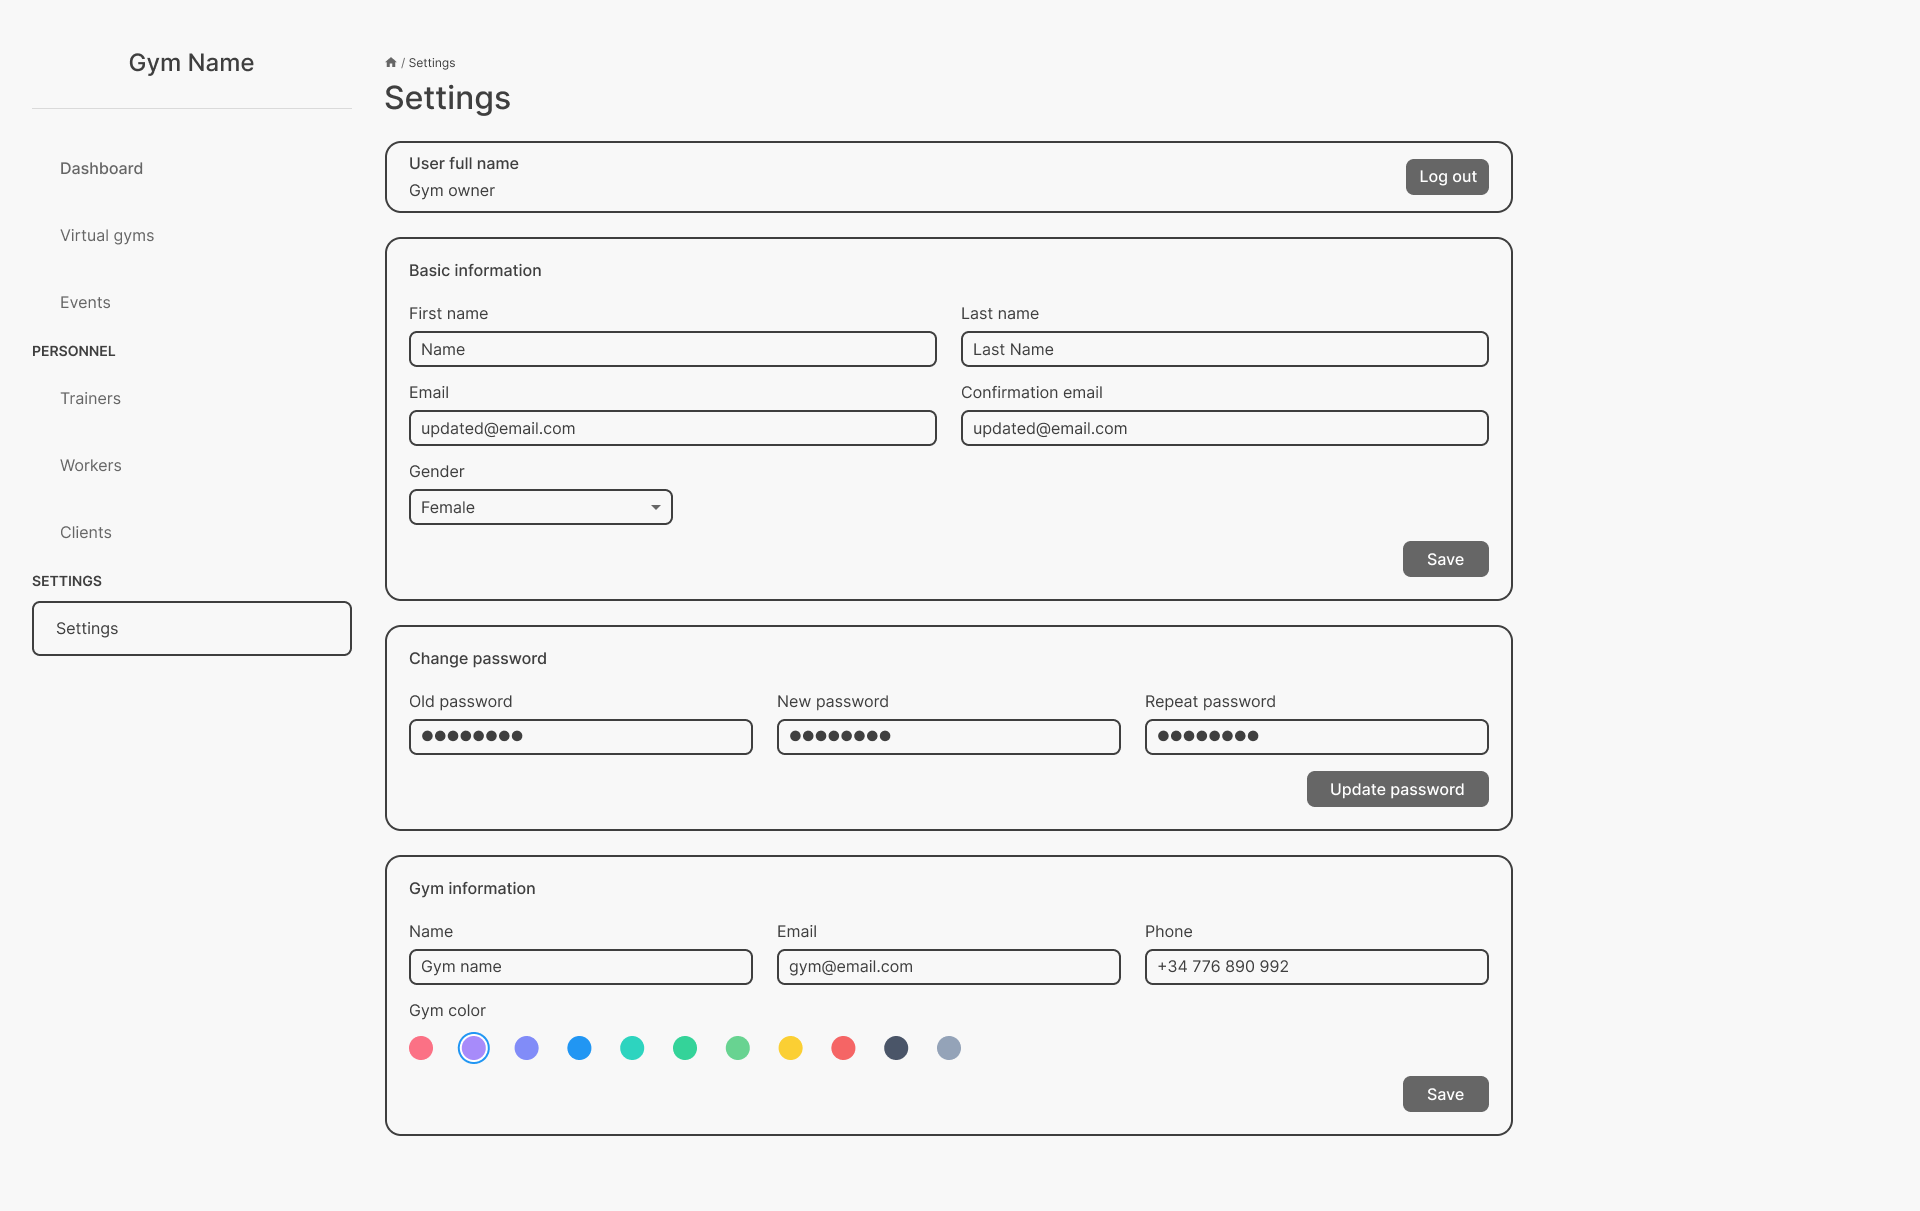 Gym Name
Dashboard
Virtual gyms
Events
PERSONNEL
Trainers
Workers
Clients
SETTINGS
Settings
/ Settings
Settings
User full name
Gym owner
Log out
Basic information
First name
Last name
Name
Last Name
Email
Confirmation email
updated@email.com
updated@email.com
Gender
Female
Save
Change password
Old password
New password
Repeat password
●●●●●●●●
●●●●●●●●
●●●●●●●●
Update password
Gym information
Name
Email
Phone
Gym name
gym@email.com
+34 776 890 992
Gym color
Save